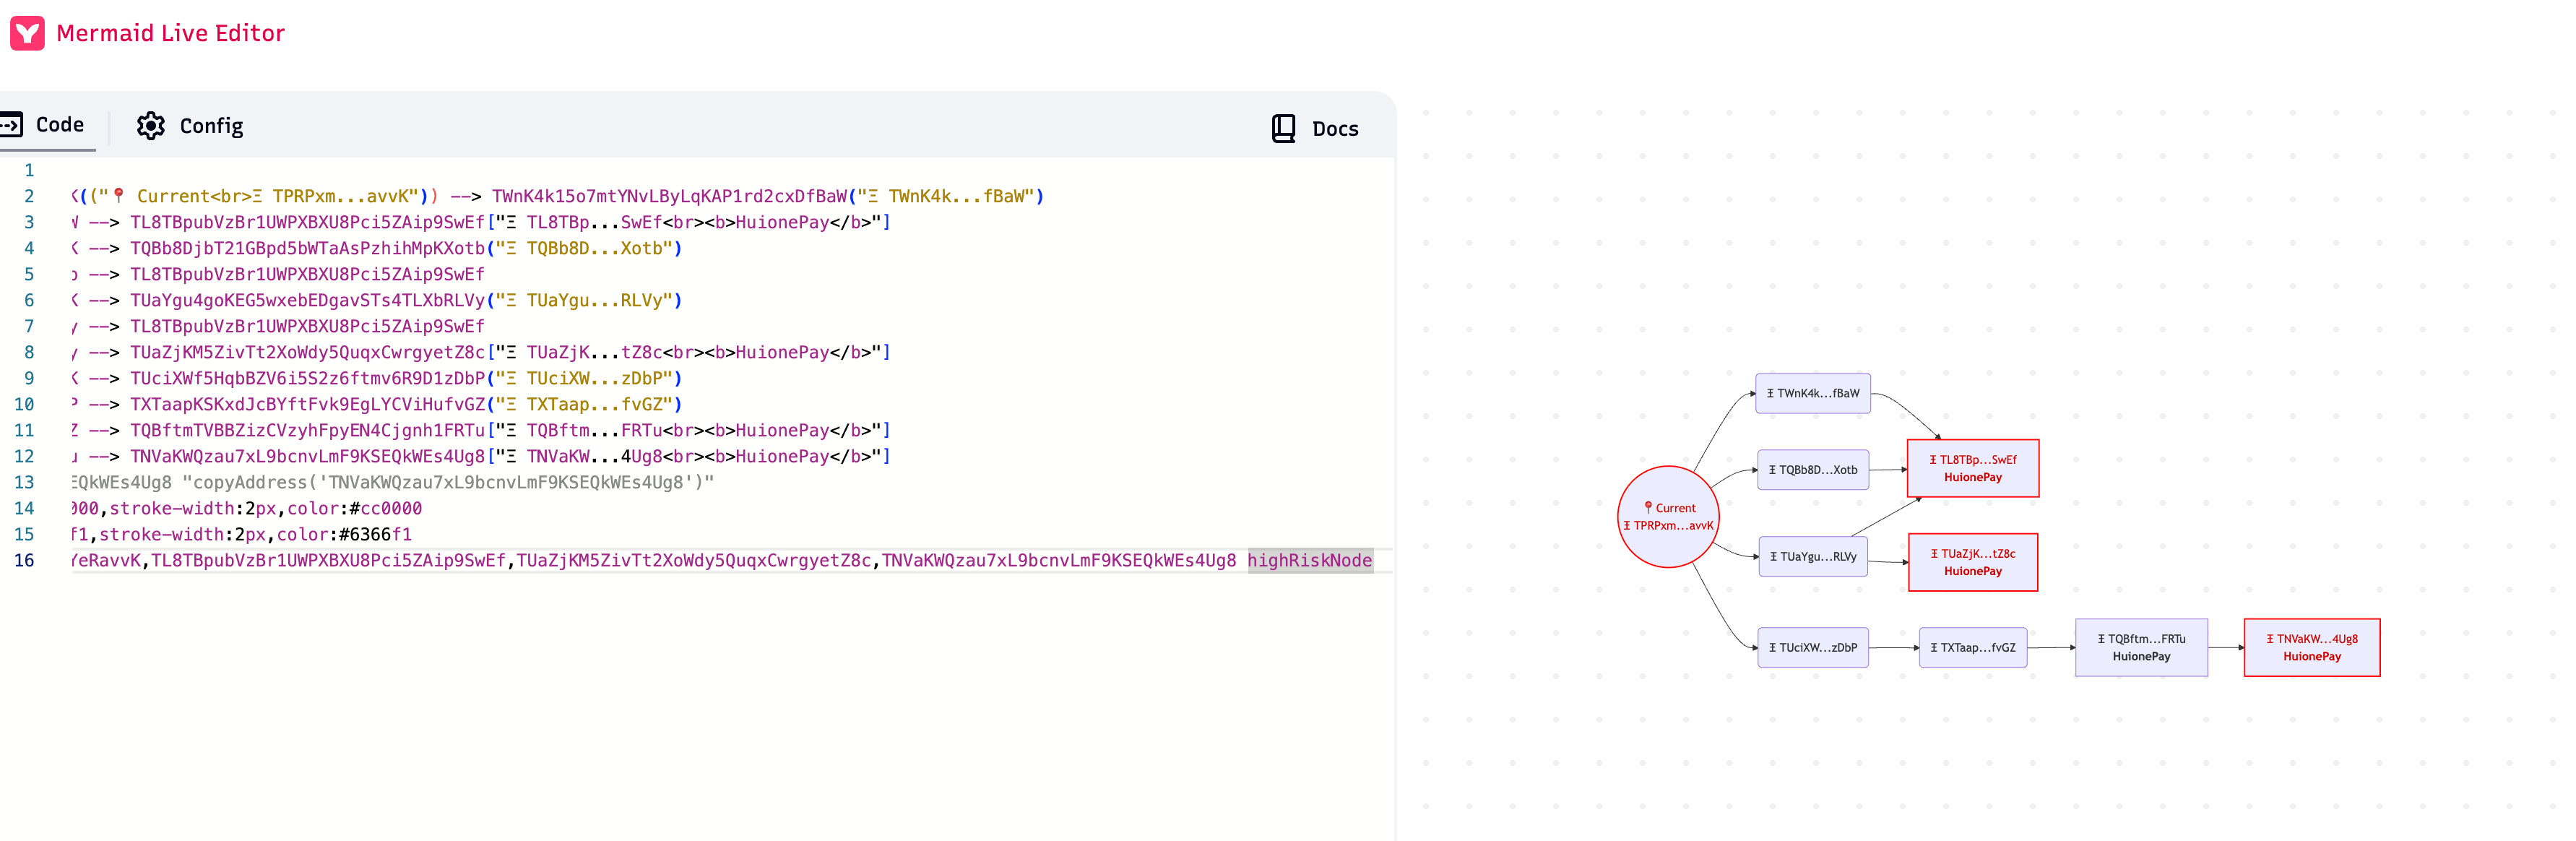 Mermaid Live Editor
Code
Config
Docs
1
2 K(("📍 Current<br>Ξ TPRPxm...avvK")) --> TWnK4k15o7mtYNvLByLqKAP1rd2cxDfBaW("Ξ TWnK4k...fBaW")
3 W --> TL8TBpubVzBr1UWPXBXU8Pci5ZAip9SwEf["Ξ TL8TBp...SwEf<br><b>HuionePay</b>"]
4 K --> TQBb8DjbT21GBpd5bWTaAsPzhihMpKXotb("Ξ TQBb8D...Xotb")
5 b --> TL8TBpubVzBr1UWPXBXU8Pci5ZAip9SwEf
6 K --> TUaYgu4goKEG5wxebEDgavSTs4TLXbRLVy("Ξ TUaYgu...RLVy")
7 y --> TL8TBpubVzBr1UWPXBXU8Pci5ZAip9SwEf
8 y --> TUaZjKM5ZivTt2XoWdy5QuqxCwrgyetZ8c["Ξ TUaZjK...tZ8c<br><b>HuionePay</b>"]
9 K --> TUciXWf5HqbBZV6i5S2z6ftmv6R9D1zDbP("Ξ TUciXW...zDbP")
10 P --> TXTaapKSKxdJcBYftFvk9EgLYCViHufvGZ("Ξ TXTaap...fvGZ")
11 Z --> TQBftmTVBBZizCVzyhFpyEN4Cjgnh1FRTu["Ξ TQBftm...FRTu<br><b>HuionePay</b>"]
12 u --> TNVaKWQzau7xL9bcnvLmF9KSEQkWEs4Ug8["Ξ TNVaKW...4Ug8<br><b>HuionePay</b>"]
13 EQkWEs4Ug8 "copyAddress('TNVaKWQzau7xL9bcnvLmF9KSEQkWEs4Ug8')"
14 000,stroke-width:2px,color:#cc0000
15 f1,stroke-width:2px,color:#6366f1
16 YeRavvK,TL8TBpubVzBr1UWPXBXU8Pci5ZAip9SwEf,TUaZjKM5ZivTt2XoWdy5QuqxCwrgyetZ8c,TNVaKWQzau7xL9bcnvLmF9KSEQkWEs4Ug8 highRiskNode
📍Current
Ξ TPRPxm...avvK
Ξ TWnK4k...fBaW
Ξ TQBb8D...Xotb
Ξ TUaYgu...RLVy
Ξ TUciXW...zDbP
Ξ TL8TBp...SwEf
HuionePay
Ξ TUaZjK...tZ8c
HuionePay
Ξ TXTaap...fvGZ
Ξ TQBftm...FRTu
HuionePay
Ξ TNVaKW...4Ug8
HuionePay